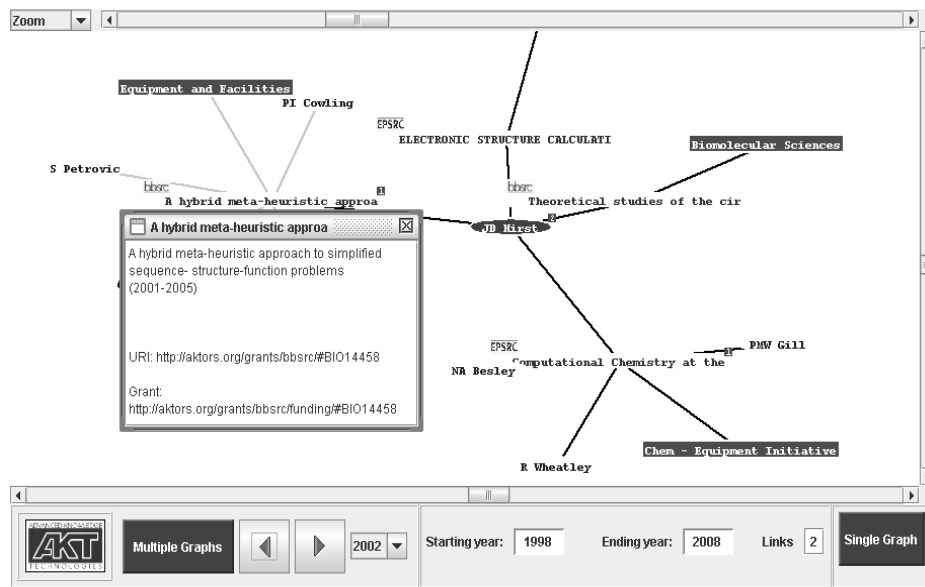 Zoom
Equipment and Facilities
PI Cowling
EPSRC
ELECTRONIC STRUCTURE CALCULATI
Biomolecular Sciences
S Petrovic
bbsrc
1
bbsrc
A hybrid meta-heuristic approa
Theoretical studies of the cir
2
JD Hirst
A hybrid meta-heuristic approa
A hybrid meta-heuristic approach to simplified
sequence- structure-function problems
(2001-2005)
URI: http://aktors.org/grants/bbsrc/#BIO14458
Grant:
http://aktors.org/grants/bbsrc/funding/#BIO14458
EPSRC
1
PMW Gill
Computational Chemistry at the
NA Besley
Chem - Equipment Initiative
R Wheatley
ADVANCED KNOWLEDGE
AKT
TECHNOLOGIES
Multiple Graphs
2002
Starting year: 1998
Ending year: 2008
Links 2
Single Graph